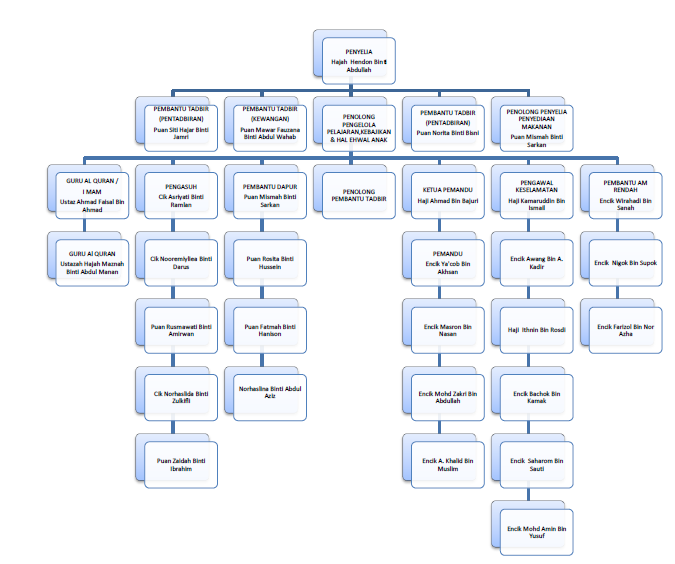 PENYELIA
Hajah Hendon Bint
Abdullah
PEMBANTU TADBIR
(PENTADBIRAN)
Puan Siti Hajar Binti
Jamri
PEMBANTU TADBIR
(KEWANGAN)
Puan Mawar Fauzana
Binti Abdul Wahab
PENOLONG
PENGELOLA
PELAJARAN,KEBAJIKAN
& HAL EHWAL ANAK
PEMBANTU TADBIR
(PENTADBIRAN)
Puan Norita Binti Bisni
PENOLONG PENYELIA
PENYEDIAAN
MAKANAN
Puan Mismah Binti
Sarkan
GURU AL QURAN /
I MAM
Ustaz Ahmad Faisal Bin
Ahmad
PENGASUH
Cik Asriyati Binti
Ramlan
PEMBANTU DAPUR
Puan Mismah Binti
Sarkan
PENOLONG
PEMBANTU TADBIR
KETUA PEMANDU
Haji Ahmad Bin Bajuri
PENGAWAL
KESELAMATAN
Haji Kamaruddin Bin
Ismail
PEMBANTU AM
RENDAH
Encik Wirahadi Bin
Sanah
GURU Al QURAN
Ustazah Hajah Maznah
Binti Abdul Manan
Cik Nooremiyliea Binti
Darus
Puan Rosita Binti
Hussein
PEMANDU
Encik Ya'cob Bin
Akhsan
Encik Awang Bin A.
Kadir
Encik Nigok Bin Supok
Puan Rusmawati Binti
Amirwan
Puan Fatmah Binti
Hanison
Encik Masron Bin
Nasan
Haji Ithnin Bin Rosdi
Encik Farizol Bin Nor
Azha
Cik Norhaslida Binti
Zulkifli
Norhaslina Binti Abdul
Aziz
Encik Mohd Zakri Bin
Abdullah
Encik Bachok Bin
Kamak
Puan Zaidah Binti
Ibrahim
Encik A. Khalid Bin
Muslim
Encik Saharom Bin
Sauti
Encik Mohd Amin Bin
Yusuf